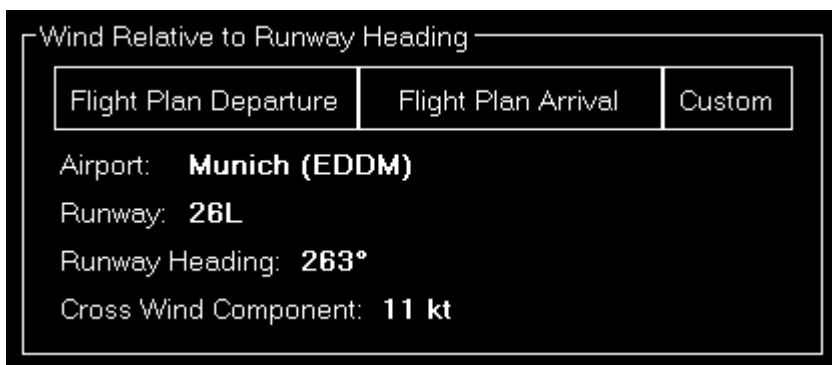 Wind Relative to Runway Heading
Flight Plan Departure Flight Plan Arrival Custom
Airport: Munich (EDDM)
Runway: 26L
Runway Heading: 263°
Cross Wind Component: 11 kt